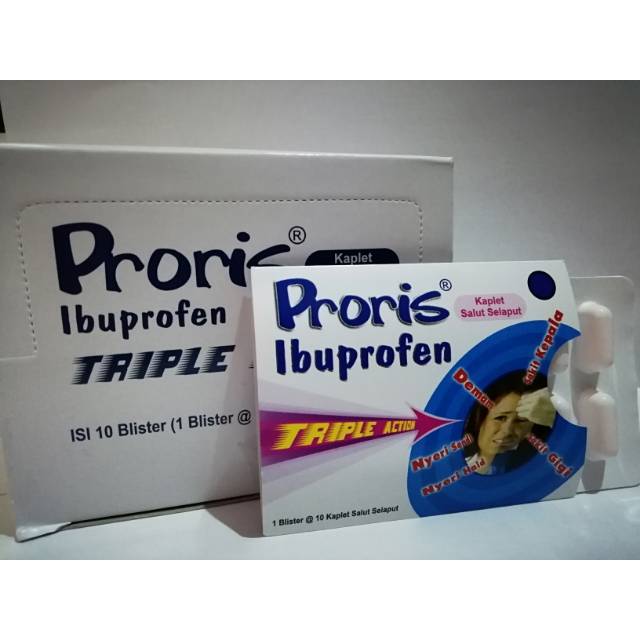 Proris®
Kaplet
Ibuprofen
TRIPLE
ISI 10 Blister (1 Blister @
Proris®
Kaplet
Salut Selaput
Ibuprofen
TRIPLE ACTION
Demam
Sakit Kepala
Nyeri Sendi
Sakit Gigi
Nyeri Haid
1 Blister @ 10 Kaplet Salut Selaput